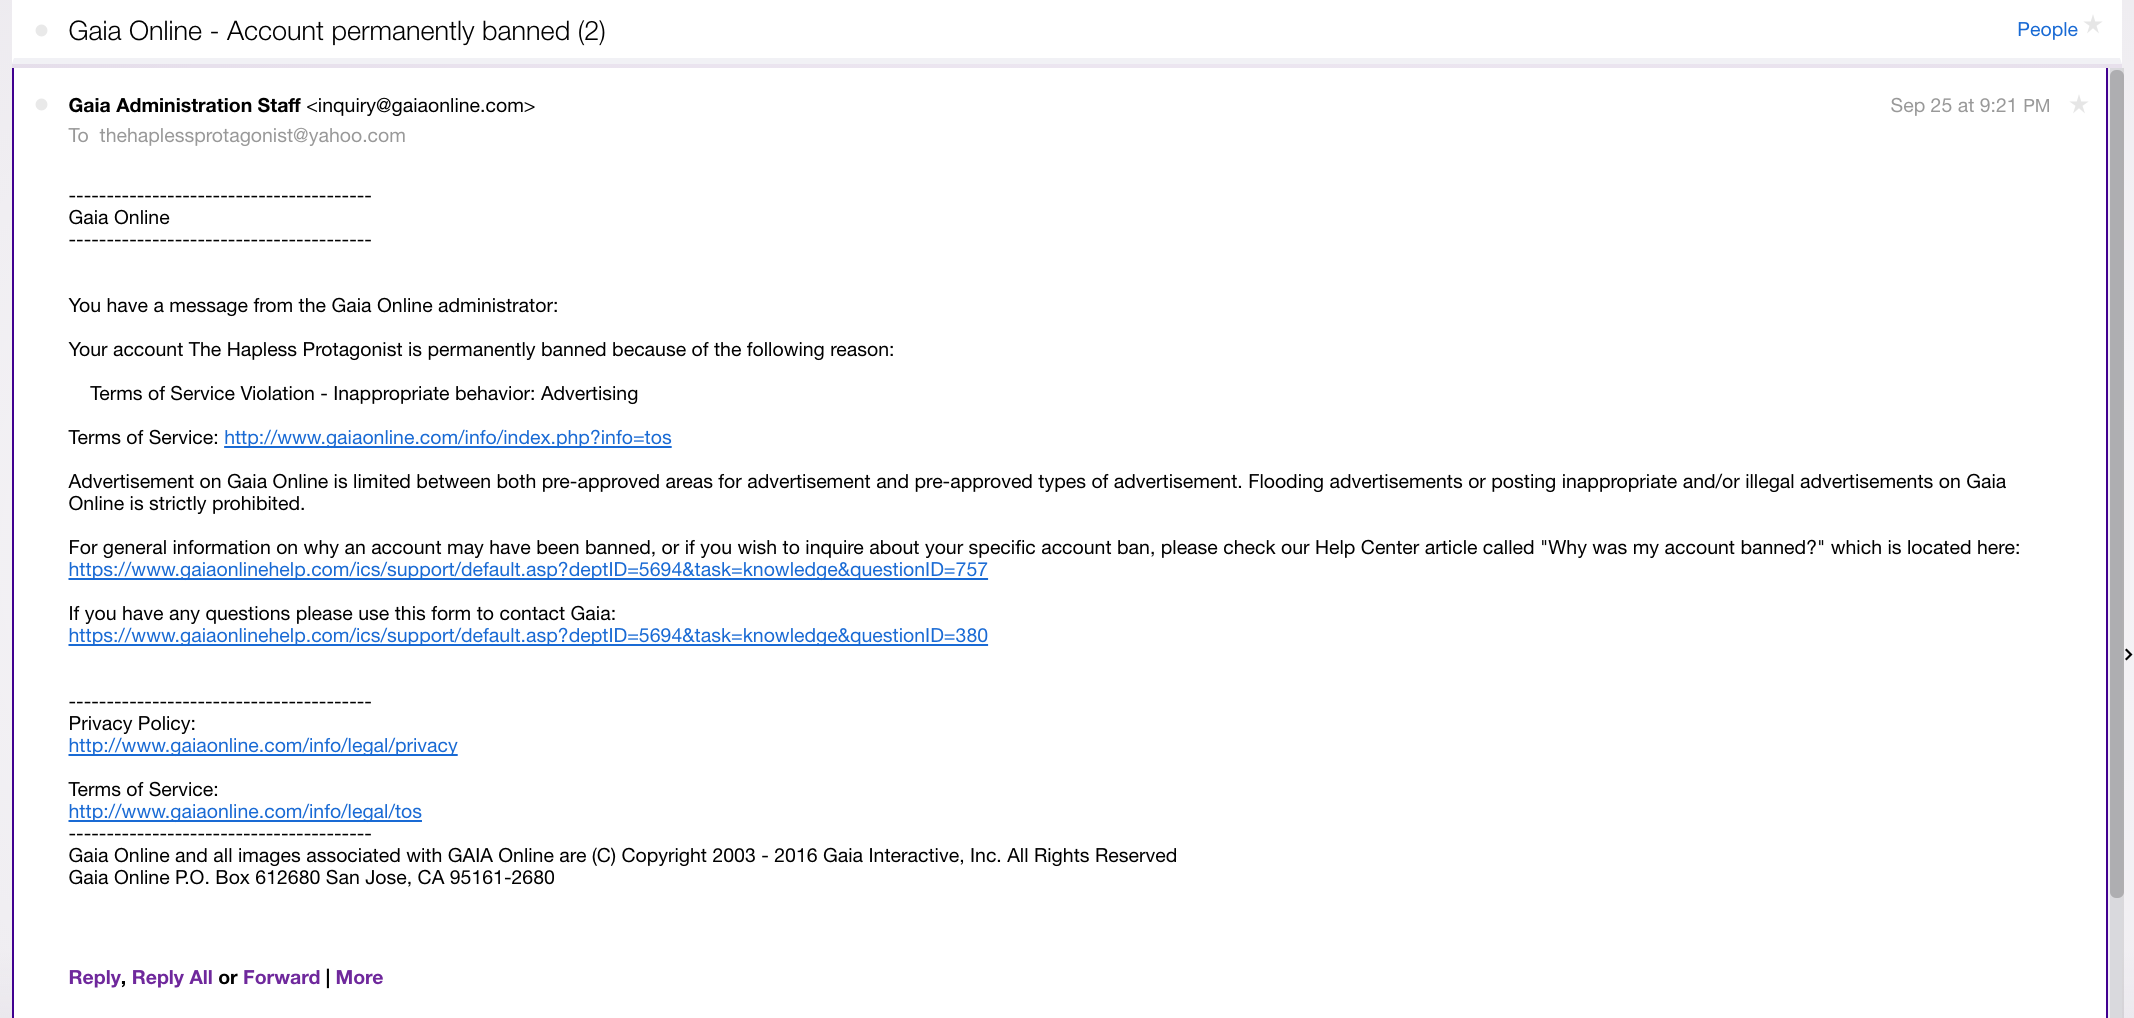 Gaia Online - Account permanently banned (2)
People
Gaia Administration Staff <inquiry@gaiaonline.com>
Sep 25 at 9:21 PM
To thehaplessprotagonist@yahoo.com
----------------------------------------
Gaia Online
----------------------------------------
You have a message from the Gaia Online administrator:
Your account The Hapless Protagonist is permanently banned because of the following reason:
Terms of Service Violation - Inappropriate behavior: Advertising
Terms of Service: http://www.gaiaonline.com/info/index.php?info=tos
Advertisement on Gaia Online is limited between both pre-approved areas for advertisement and pre-approved types of advertisement. Flooding advertisements or posting inappropriate and/or illegal advertisements on Gaia
Online is strictly prohibited.
For general information on why an account may have been banned, or if you wish to inquire about your specific account ban, please check our Help Center article called "Why was my account banned?" which is located here:
https://www.gaiaonlinehelp.com/ics/support/default.asp?deptID=5694&task=knowledge&questionID=757
If you have any questions please use this form to contact Gaia:
https://www.gaiaonlinehelp.com/ics/support/default.asp?deptID=5694&task=knowledge&questionID=380
----------------------------------------
Privacy Policy:
http://www.gaiaonline.com/info/legal/privacy
Terms of Service:
http://www.gaiaonline.com/info/legal/tos
----------------------------------------
Gaia Online and all images associated with GAIA Online are (C) Copyright 2003 - 2016 Gaia Interactive, Inc. All Rights Reserved
Gaia Online P.O. Box 612680 San Jose, CA 95161-2680
Reply, Reply All or Forward | More